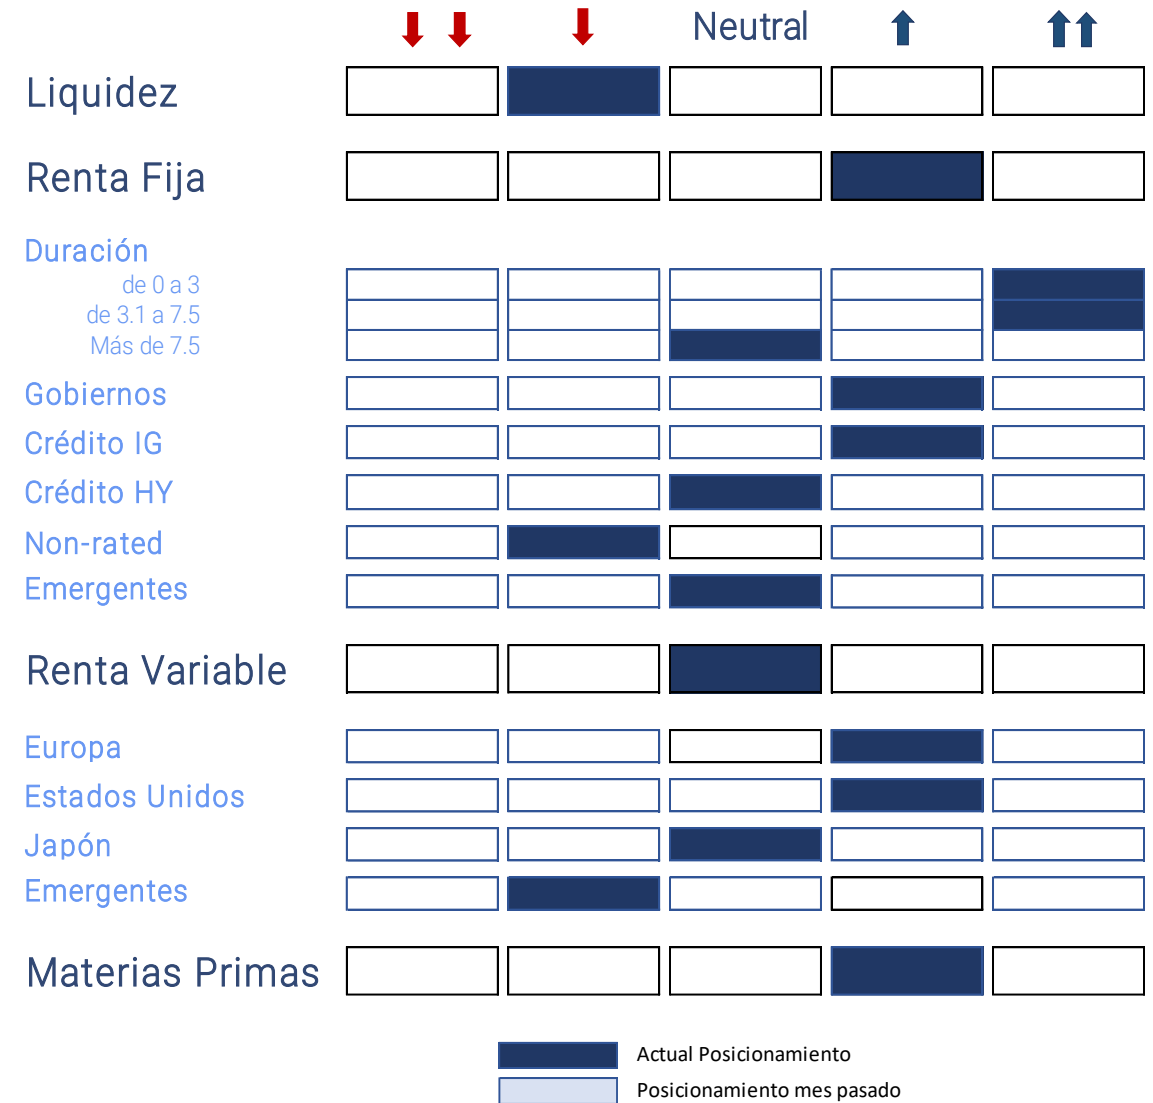 Neutral
Liquidez
Renta Fija
Duración
de 0 a 3
de 3.1 a 7.5
Más de 7.5
Gobiernos
Crédito IG
Crédito HY
Non-rated
Emergentes
Renta Variable
Europa
Estados Unidos
Japón
Emergentes
Materias Primas
Actual Posicionamiento
Posicionamiento mes pasado